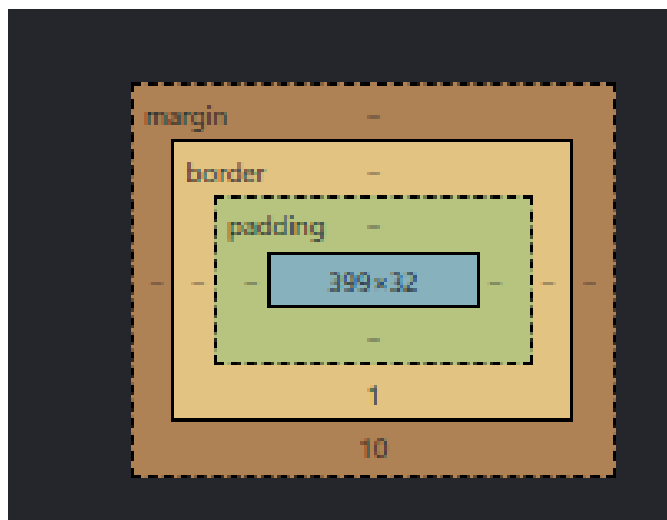 margin –
border –
padding –
– – – 399×32 – – –
–
1
10